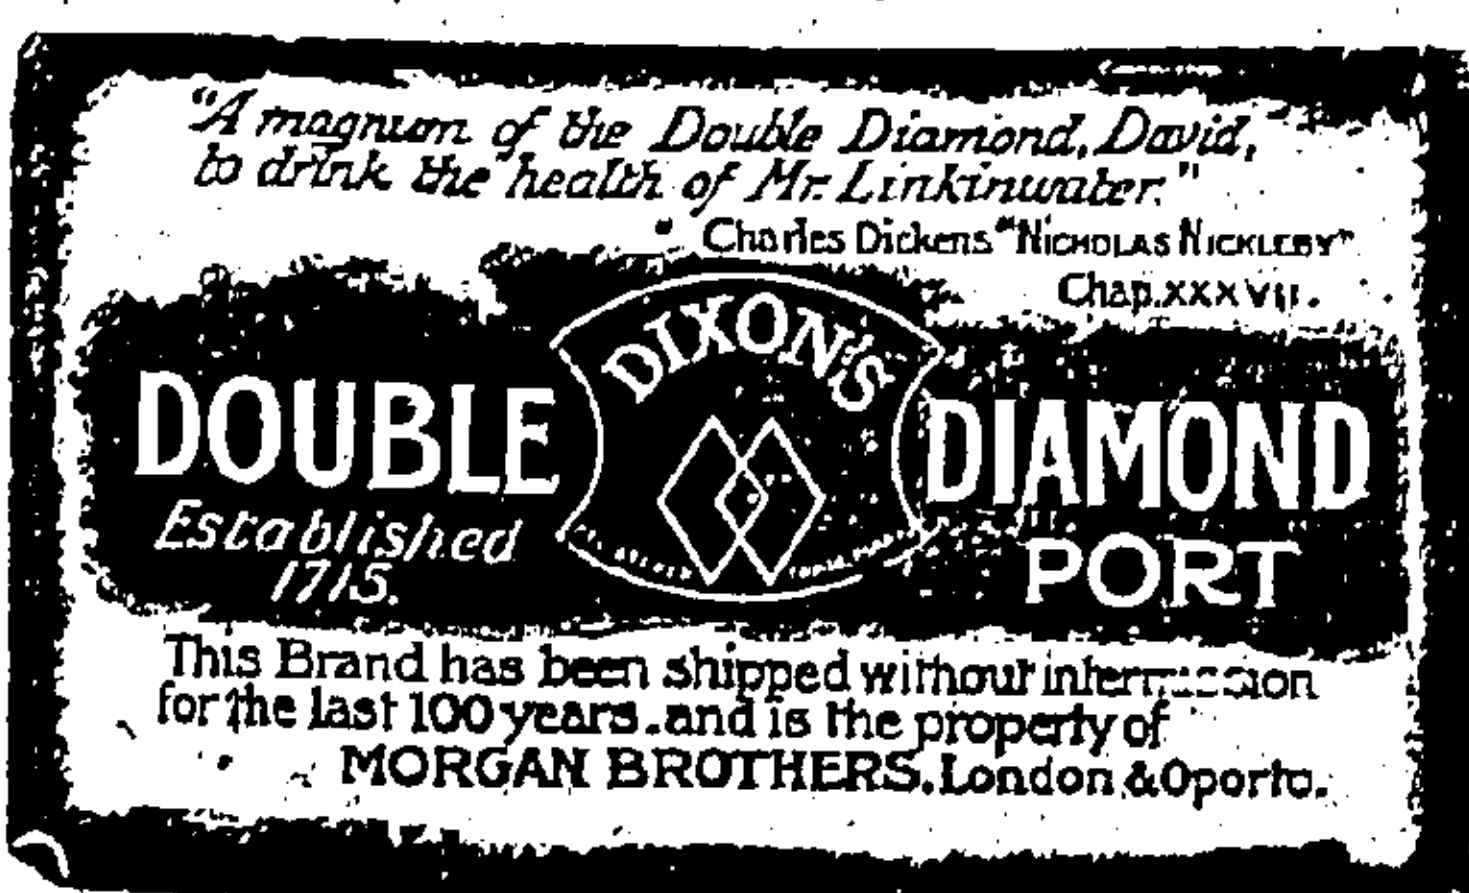 "A magnum of the Double Diamond, David,
to drink the health of Mr. Linkinwater."
Charles Dickens "NICHOLAS NICKLEBY"
Chap. XXXVII.
DIXON'S
DOUBLE DIAMOND
Established
1715.
PORT
This Brand has been shipped without intermission
for the last 100 years. and is the property of
MORGAN BROTHERS. London & Oporto.